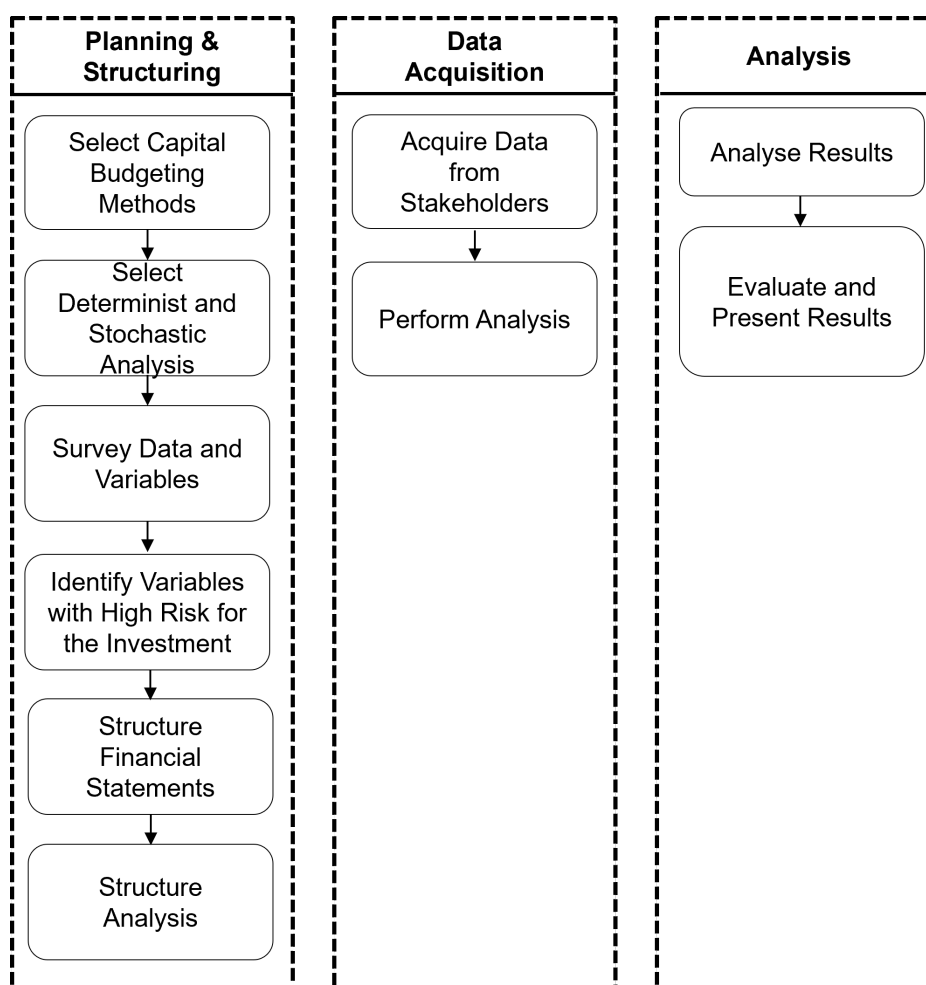 Planning &
Structuring
Select Capital
Budgeting
Methods
Select
Determinist and
Stochastic
Analysis
Survey Data and
Variables
Identify Variables
with High Risk for
the Investment
Structure
Financial
Statements
Structure
Analysis
Data
Acquisition
Acquire Data
from
Stakeholders
Perform Analysis
Analysis
Analyse Results
Evaluate and
Present Results